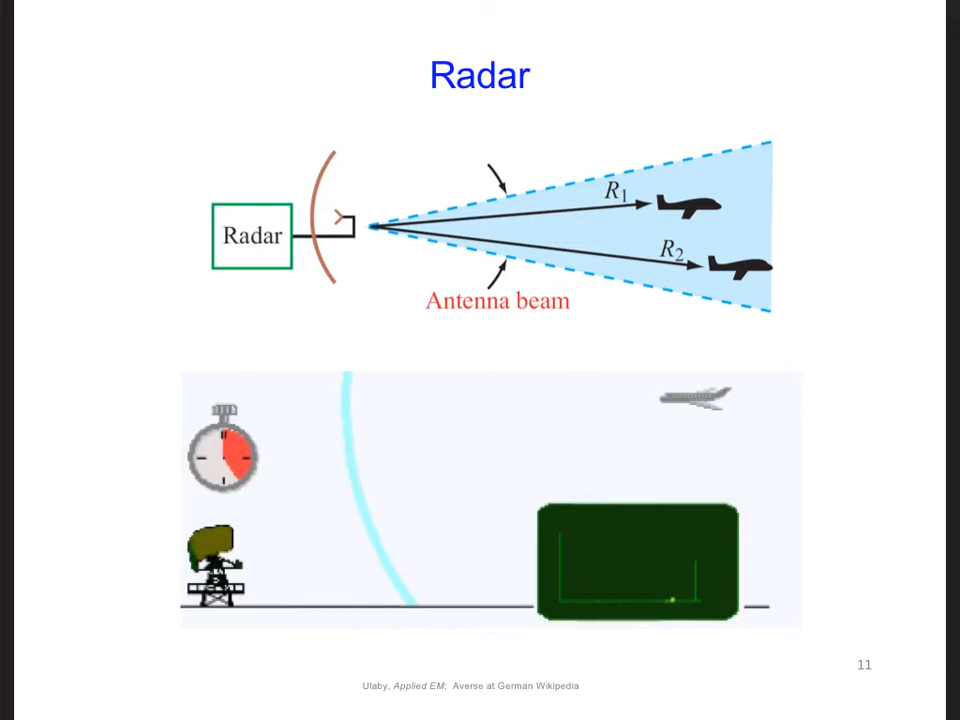 Radar
Radar
R1
R2
Antenna beam
11
Ulaby, Applied EM; Averse at German Wikipedia